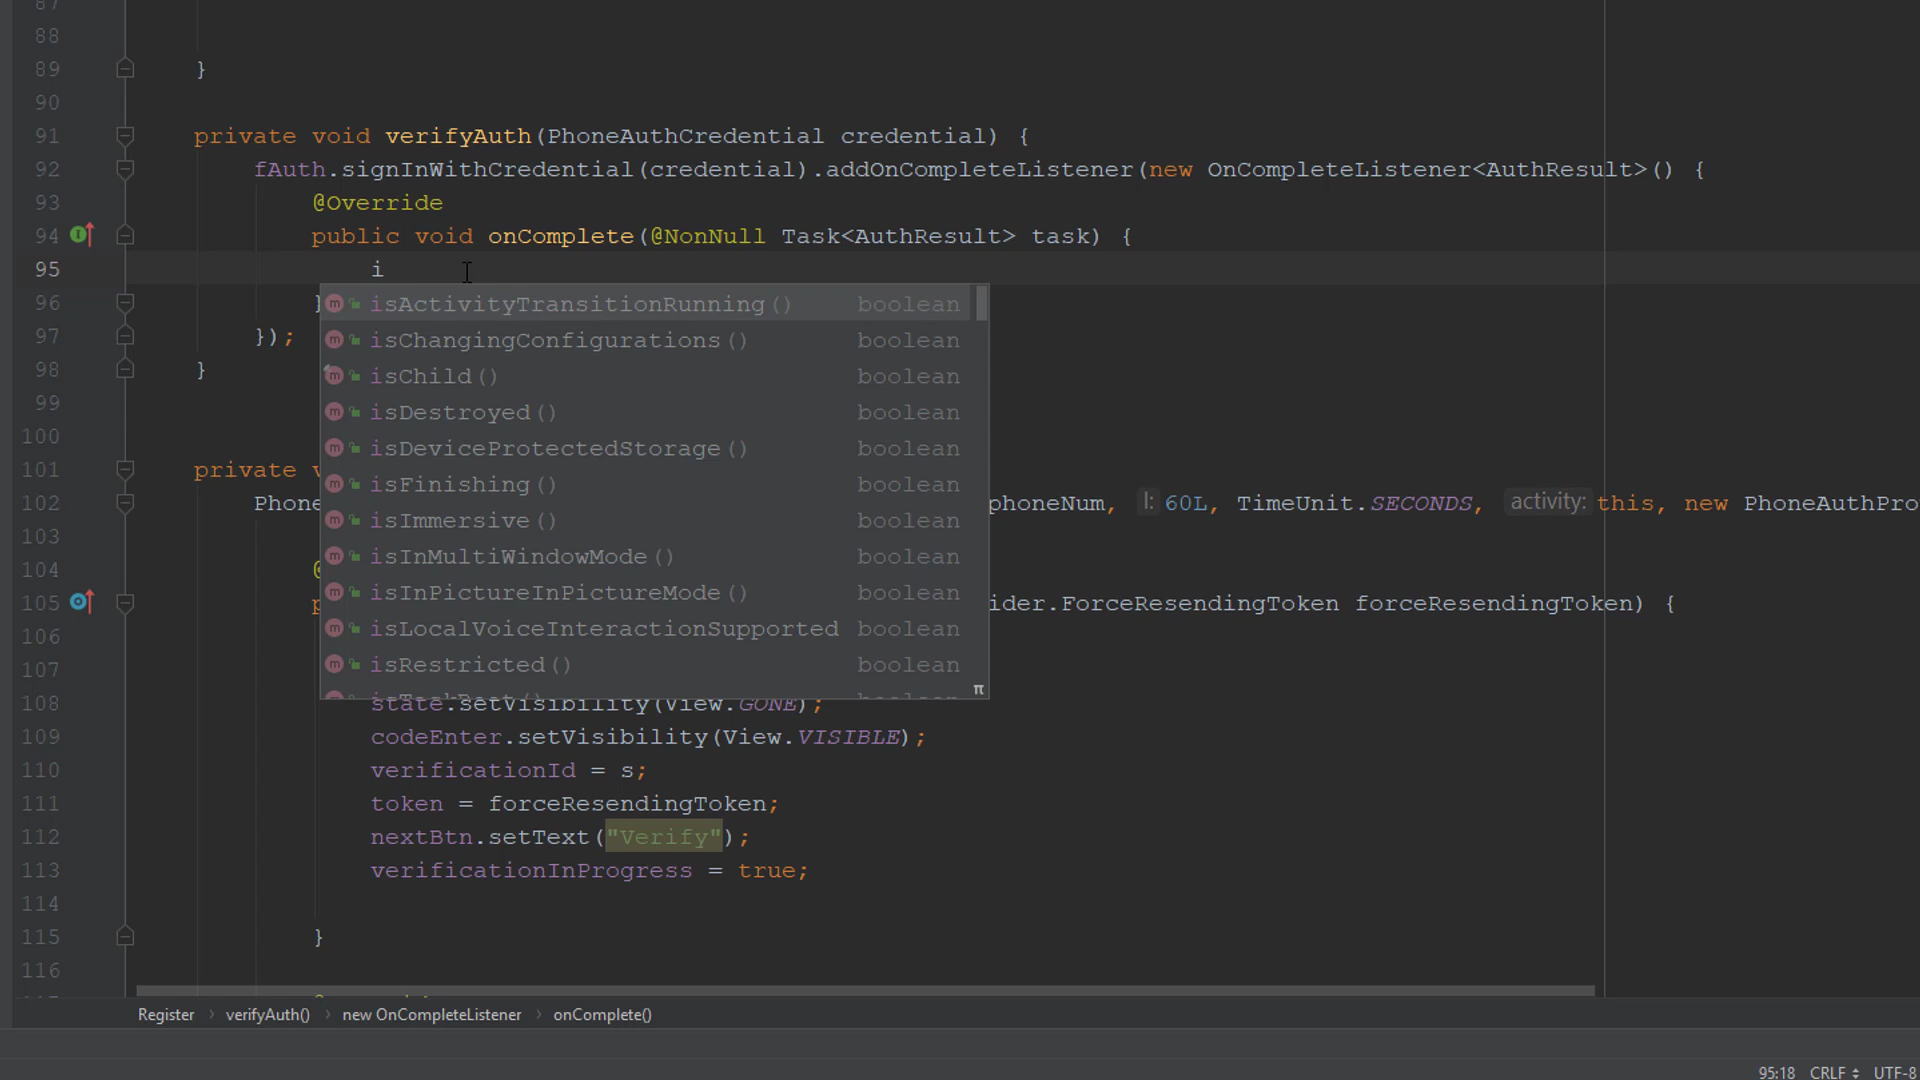 87
88
89 }
90
91 private void verifyAuth(PhoneAuthCredential credential) {
92 fAuth.signInWithCredential(credential).addOnCompleteListener(new OnCompleteListener<AuthResult>() {
93 @Override
94 public void onComplete(@NonNull Task<AuthResult> task) {
95 i
isActivityTransitionRunning() boolean
96 }
97 });
isChangingConfigurations() boolean
98 }
isChild() boolean
99
isDestroyed() boolean
100
isDeviceProtectedStorage() boolean
101 private v
isFinishing() boolean
102 Phone phoneNum, l: 60L, TimeUnit.SECONDS, activity: this, new PhoneAuthPro
isImmersive() boolean
103
isInMultiWindowMode() boolean
104 @
isInPictureInPictureMode() boolean
105 p ider.ForceResendingToken forceResendingToken) {
isLocalVoiceInteractionSupported boolean
106
isRestricted() boolean
107
π
108 state.setVisibility(View.GONE);
109 codeEnter.setVisibility(View.VISIBLE);
110 verificationId = s;
111 token = forceResendingToken;
112 nextBtn.setText("Verify");
113 verificationInProgress = true;
114
115 }
116
Register › verifyAuth() › new OnCompleteListener › onComplete()
95:18 CRLF UTF-8